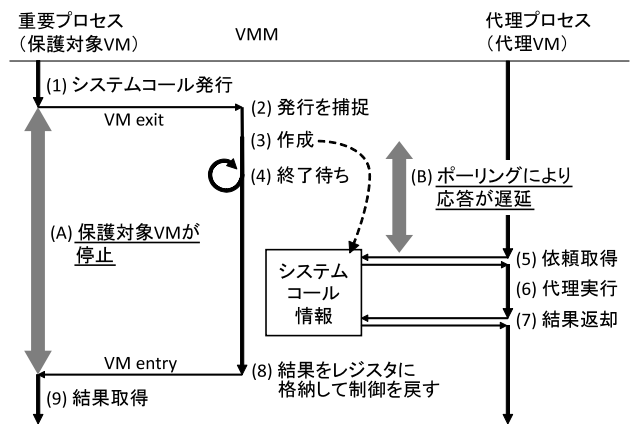 重要プロセス
（保護対象VM）
VMM
代理プロセス
（代理VM）
(1) システムコール発行
VM exit
(2) 発行を捕捉
(3) 作成
(4) 終了待ち
(A) 保護対象VMが
停止
(B) ポーリングにより
応答が遅延
システム
コール
情報
(5) 依頼取得
(6) 代理実行
(7) 結果返却
VM entry
(8) 結果をレジスタに
格納して制御を戻す
(9) 結果取得